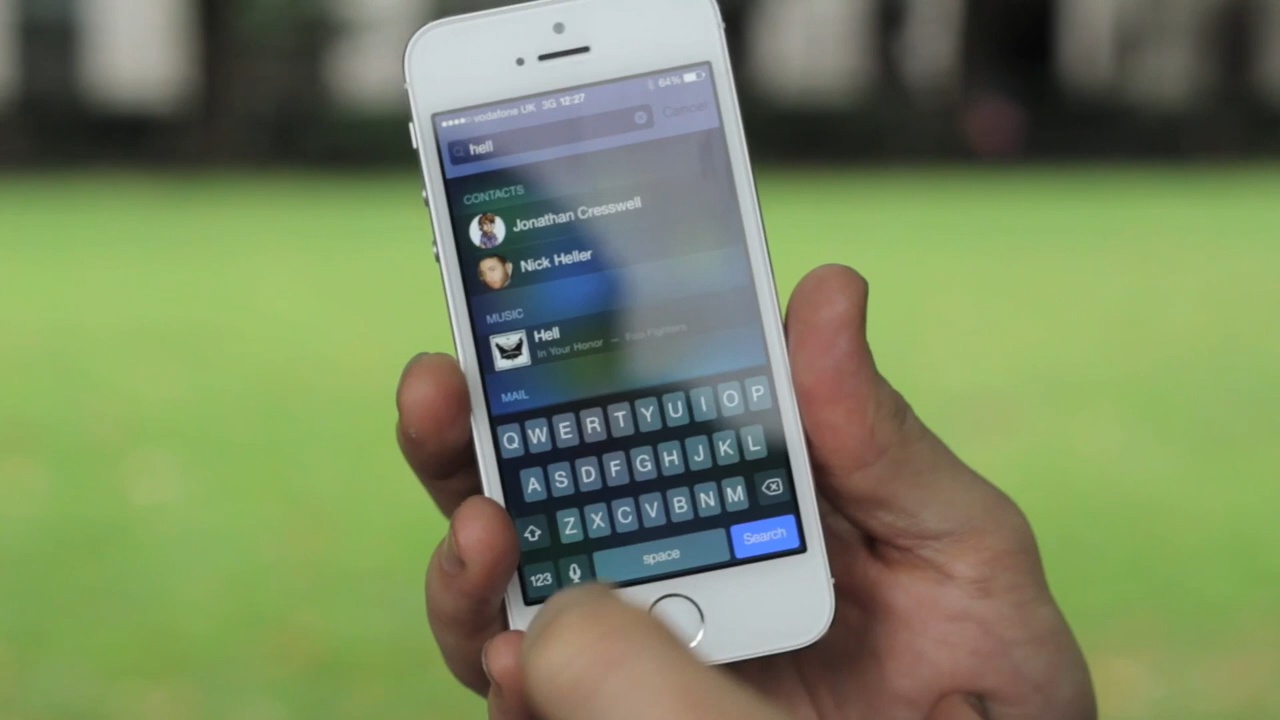 vodafone UK 3G 12:27 64%
hell Cancel
CONTACTS
Jonathan Cresswell
Nick Heller
MUSIC
Hell
In Your Honor — Foo Fighters
MAIL
Q W E R T Y U I O P
A S D F G H J K L
Z X C V B N M
123 space Search